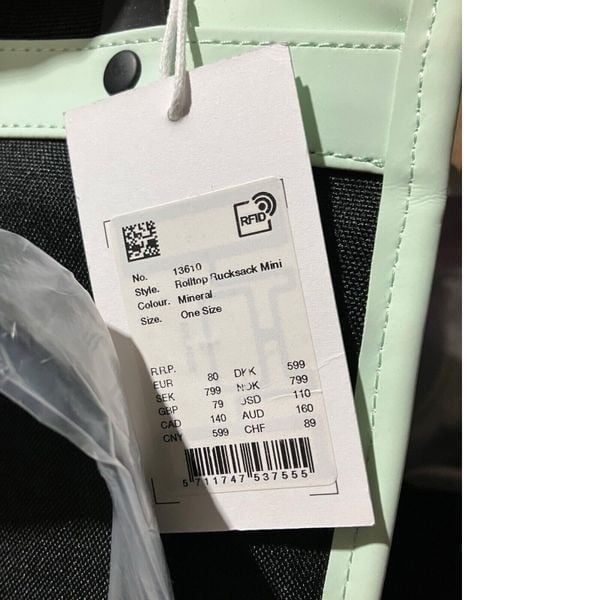 RFID
No. 13610
Style. Rolltop Rucksack Mini
Colour. Mineral
Size. One Size
R.R.P.
EUR 80 DKK 599
SEK 799 NOK 799
GBP 79 USD 110
CAD 140 AUD 160
CNY 599 CHF 89
5 711747 537555